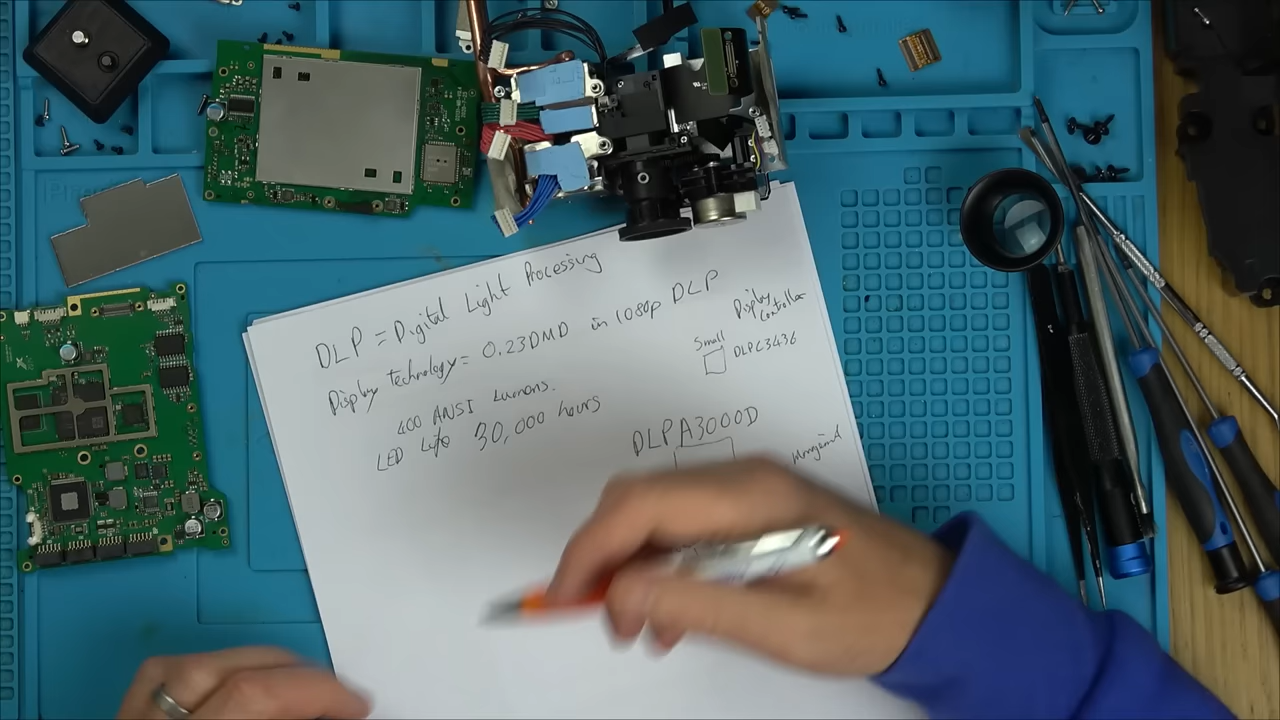 DLP = Digital Light Processing
Display technology = 0.23DMD in 1080p DLP
400 ANSI Lumens.
LED Life 30,000 hours
Display
Controller
Small
DLPC3436
DLPA3000D